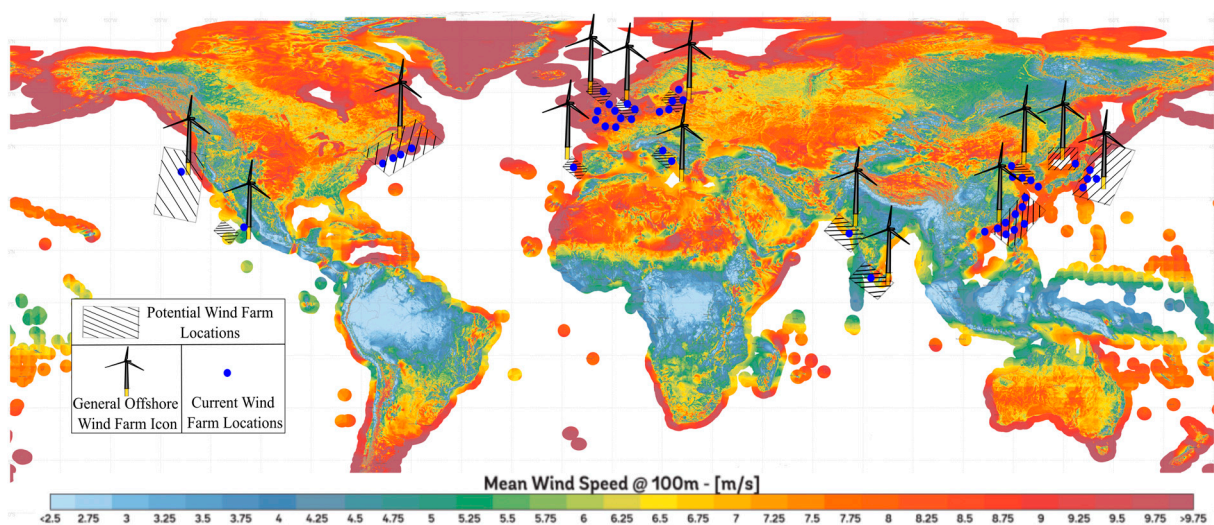 Potential Wind Farm
Locations
General Offshore
Wind Farm Icon
Current Wind
Farm Locations
Mean Wind Speed @ 100m - [m/s]
<2.5 2.75 3 3.25 3.5 3.75 4 4.25 4.5 4.75 5 5.25 5.5 5.75 6 6.25 6.5 6.75 7 7.25 7.5 7.75 8 8.25 8.5 8.75 9 9.25 9.5 9.75 >9.75